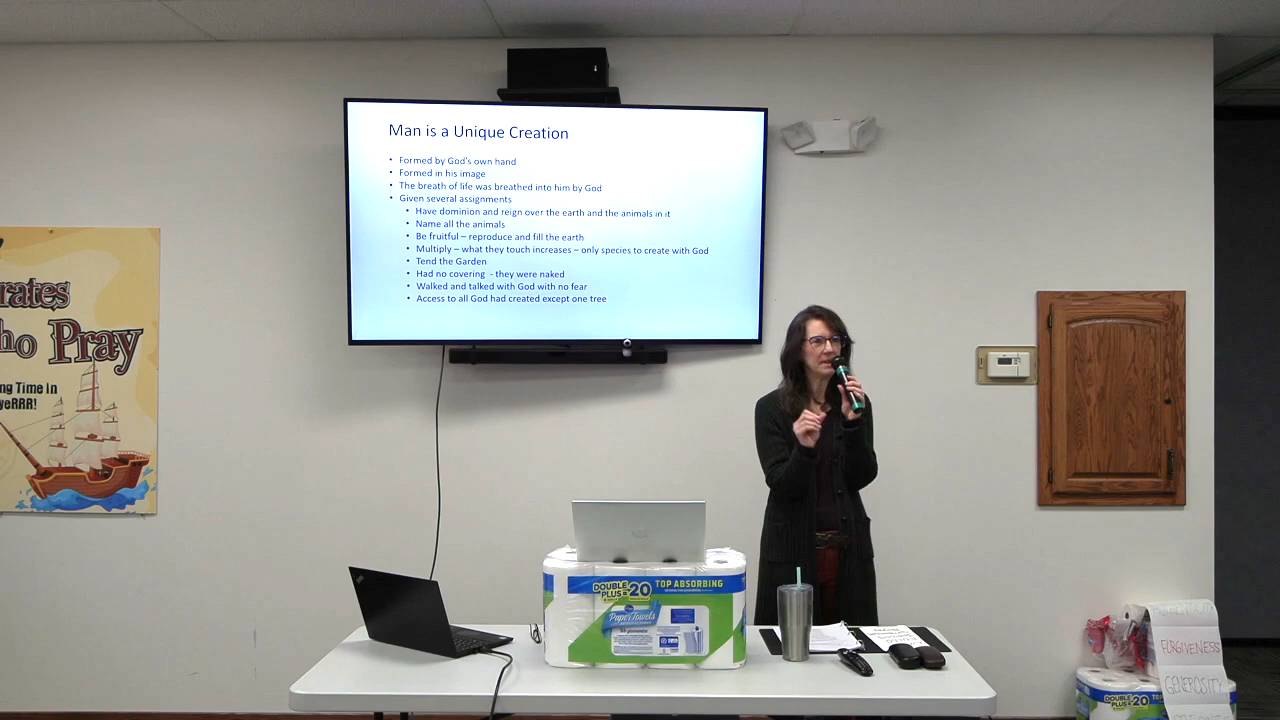 Man is a Unique Creation
• Formed by God's own hand
• Formed in his image
• The breath of life was breathed into him by God
• Given several assignments
• Have dominion and reign over the earth and the animals in it
• Name all the animals
• Be fruitful – reproduce and fill the earth
• Multiply – what they touch increases – only species to create with God
• Tend the Garden
• Had no covering - they were naked
• Walked and talked with God with no fear
• Access to all God had created except one tree
rates
ho Pray
ng Time In
yeRRR!
DOUBLE
PLUS = 20
TOP ABSORBING
Paper Towels
FORGIVENESS
GENEROSITY
DOUBLE
PLUS = 20